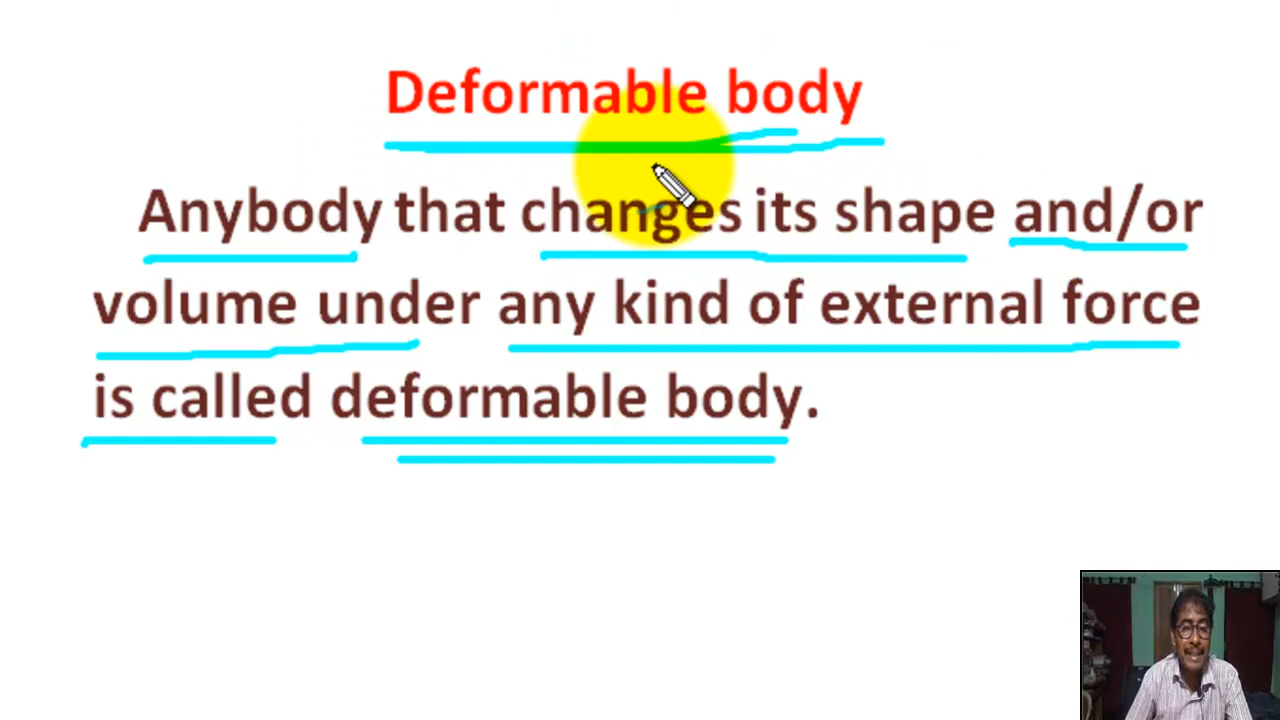 Deformable body
Anybody that changes its shape and/or
volume under any kind of external force
is called deformable body.